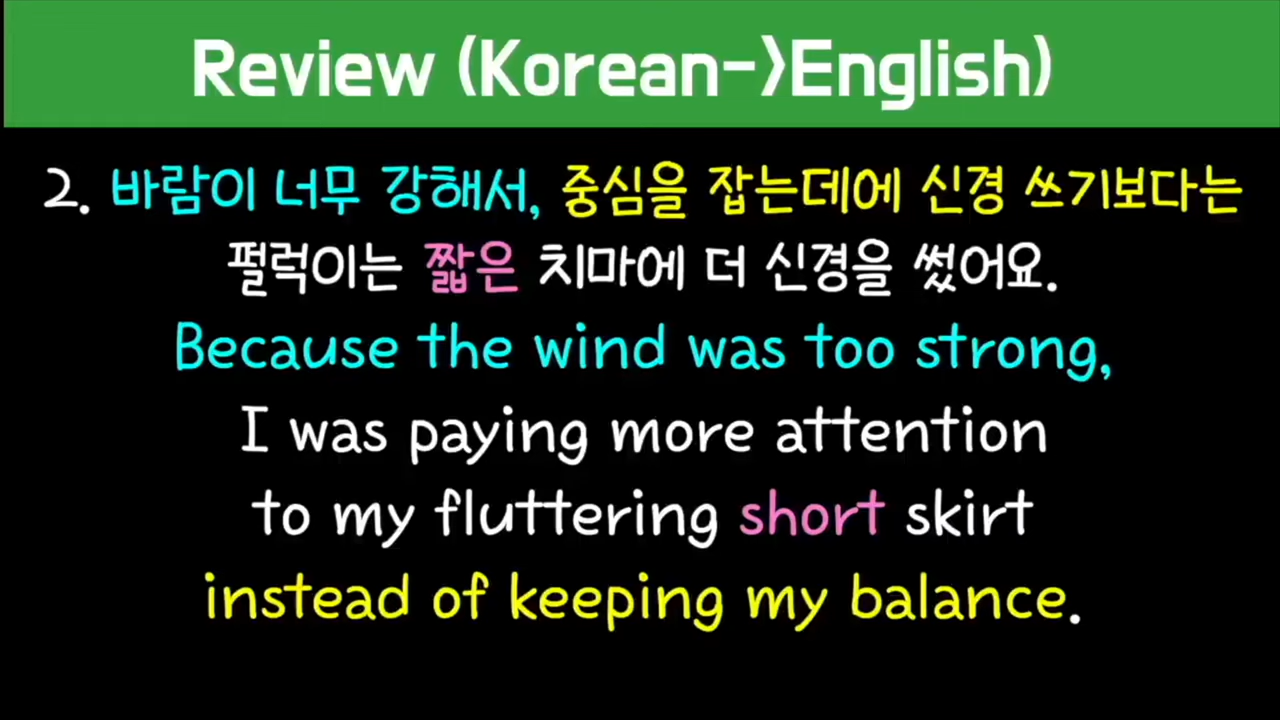 Review (Korean->English)
2. 바람이 너무 강해서, 중심을 잡는데에 신경 쓰기보다는
펄럭이는 짧은 치마에 더 신경을 썼어요.
Because the wind was too strong,
I was paying more attention
to my fluttering short skirt
instead of keeping my balance.